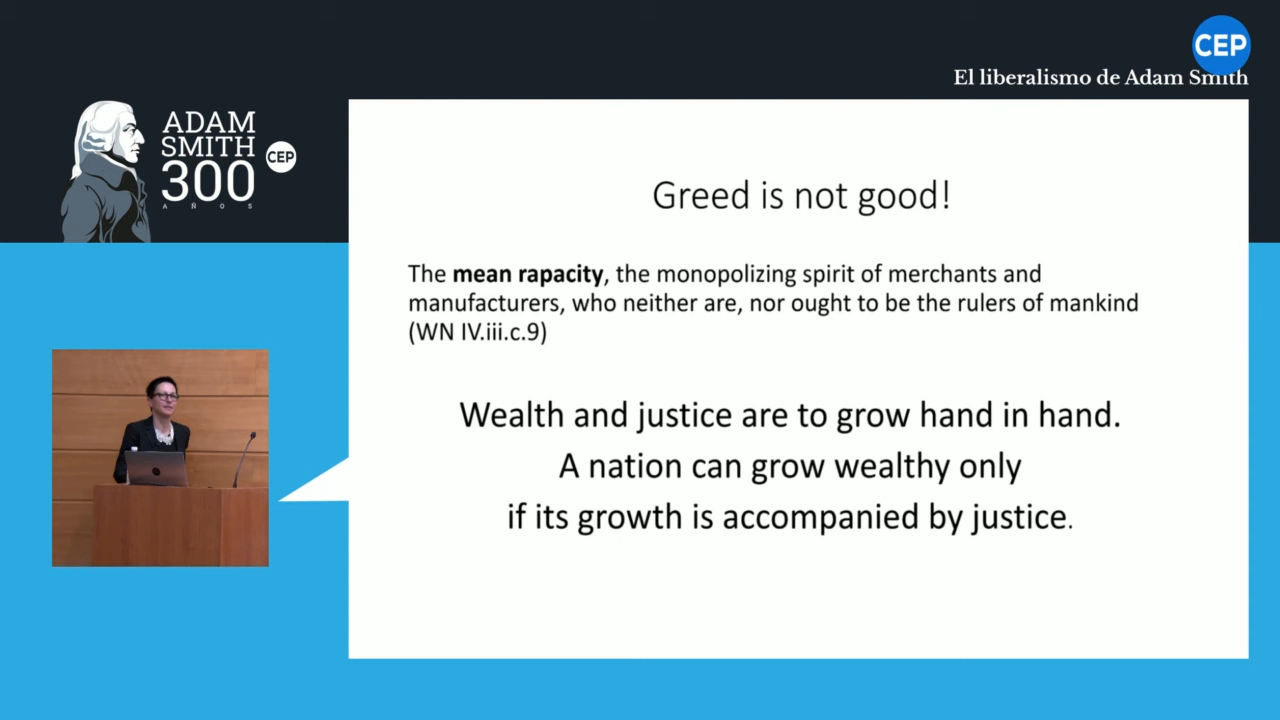 CEP
El liberalismo de Adam Smith
ADAM
SMITH
300
AÑOS
CEP
Greed is not good!
The mean rapacity, the monopolizing spirit of merchants and
manufacturers, who neither are, nor ought to be the rulers of mankind
(WN IV.iii.c.9)
Wealth and justice are to grow hand in hand.
A nation can grow wealthy only
if its growth is accompanied by justice.